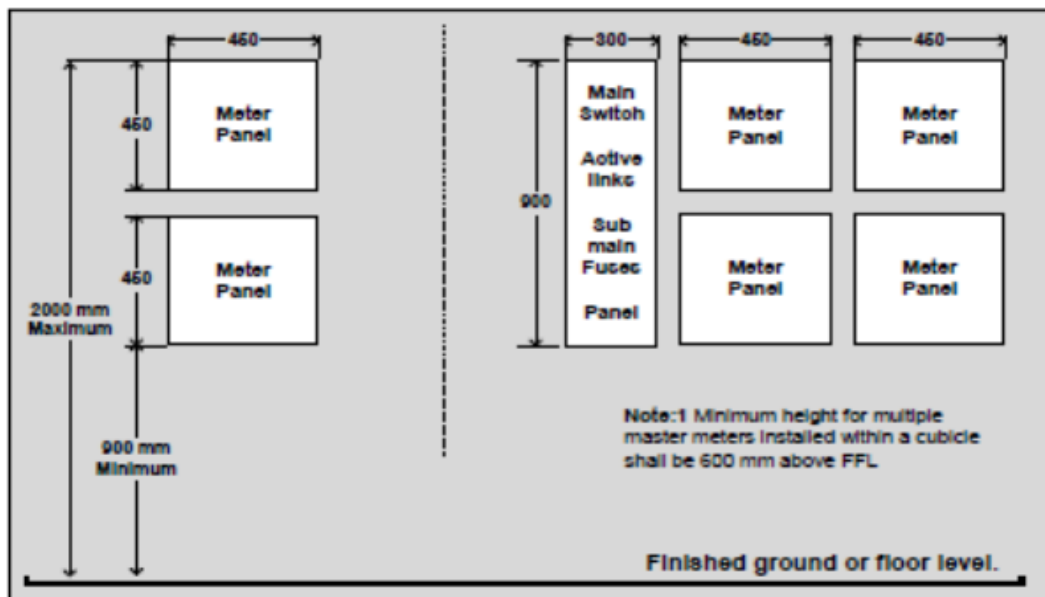 450
300
450
450
450
Meter
Panel
Main
Switch
Active
links
Sub
main
Fuses
Panel
900
Meter
Panel
Meter
Panel
450
Meter
Panel
Meter
Panel
Meter
Panel
2000 mm
Maximum
900 mm
Minimum
Note:1 Minimum height for multiple
master meters installed within a cubicle
shall be 600 mm above FFL
Finished ground or floor level.